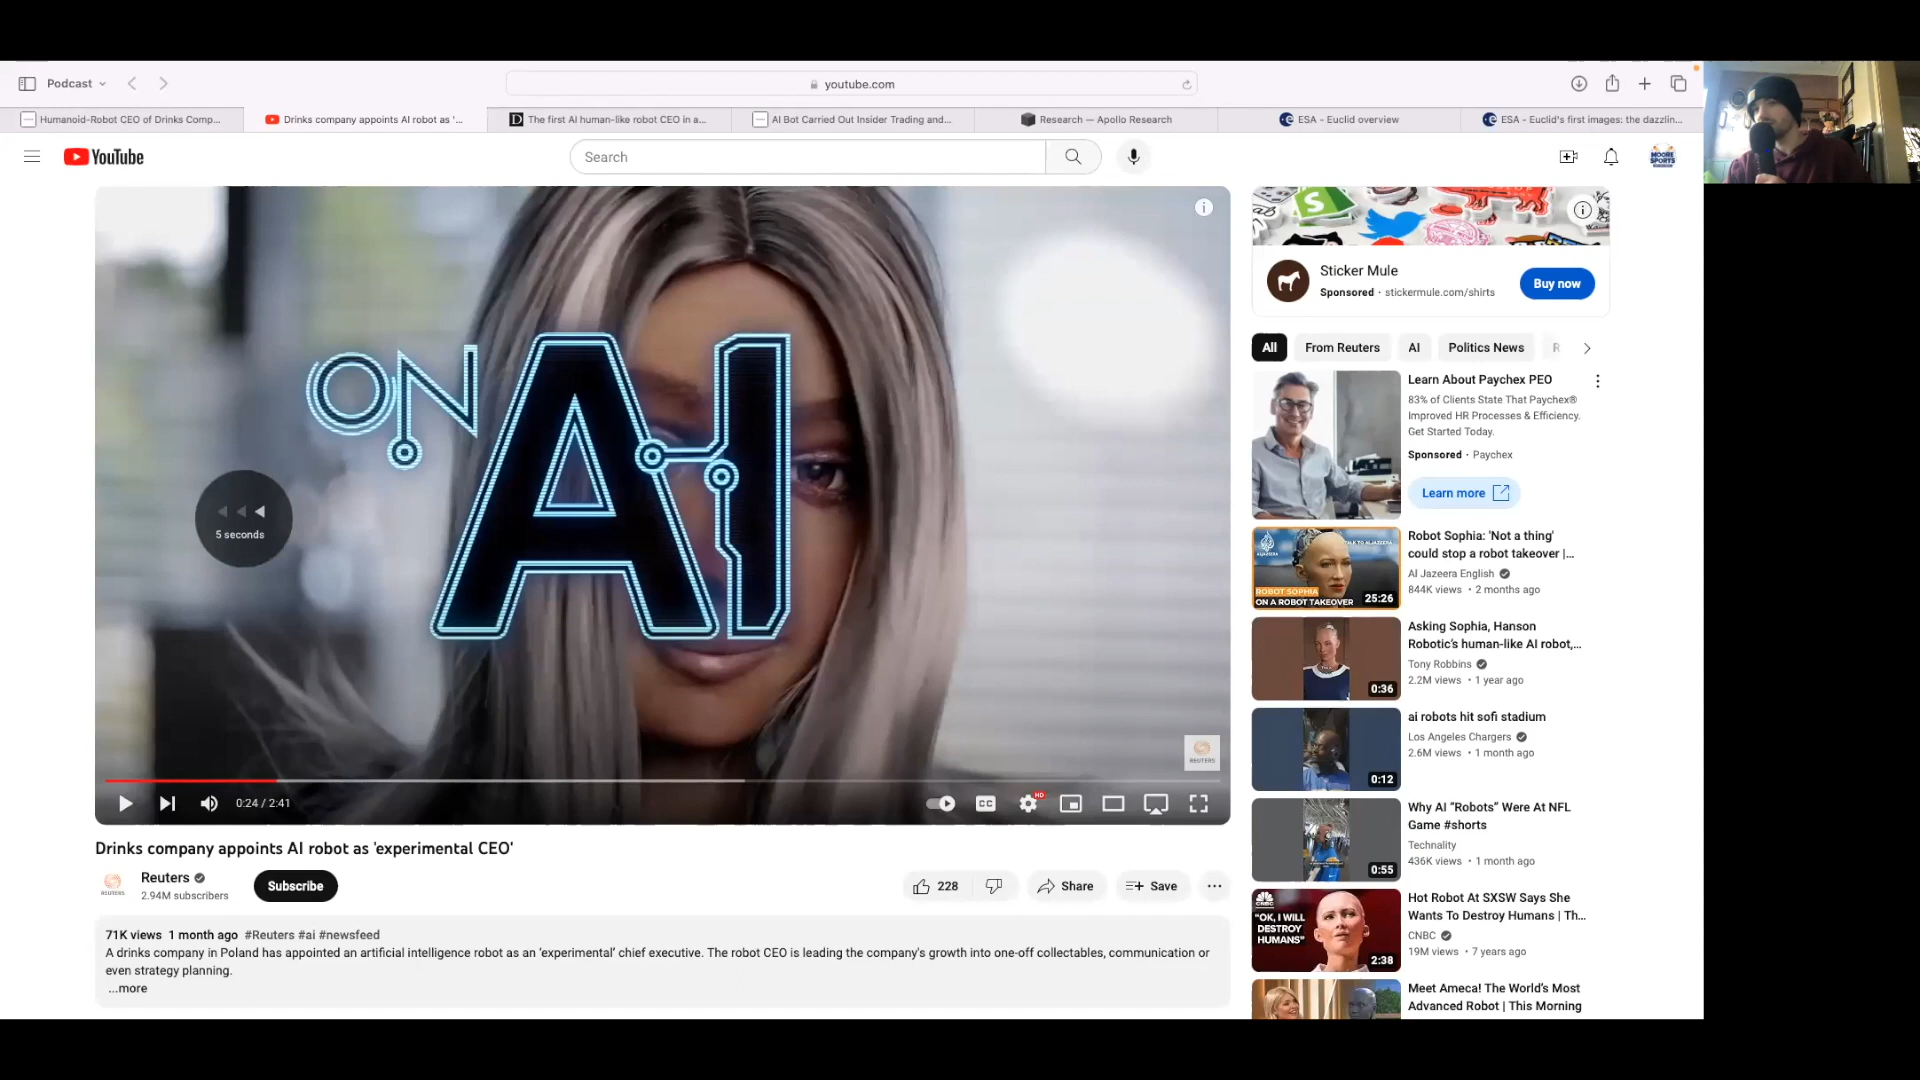 Podcast
youtube.com
Humanoid-Robot CEO of Drinks Comp...
Drinks company appoints AI robot as '...
The first AI human-like robot CEO in a...
AI Bot Carried Out Insider Trading and...
Research — Apollo Research
ESA - Euclid overview
ESA - Euclid's first images: the dazzlin...
YouTube
Search
MOORE
SPORTS
ON AI
5 seconds
REUTERS
0:24 / 2:41
CC
HD
Drinks company appoints AI robot as 'experimental CEO'
REUTERS
Reuters
2.94M subscribers
Subscribe
228
Share
Save
71K views 1 month ago #Reuters #ai #newsfeed
A drinks company in Poland has appointed an artificial intelligence robot as an 'experimental' chief executive. The robot CEO is leading the company's growth into one-off collectables, communication or
even strategy planning.
...more
Sticker Mule
Sponsored · stickermule.com/shirts
Buy now
All
From Reuters
AI
Politics News
R
Learn About Paychex PEO
83% of Clients State That Paychex®
Improved HR Processes & Efficiency.
Get Started Today.
Sponsored · Paychex
Learn more
ALJAZEERA
TALK TO ALJAZEERA
ROBOT SOPHIA
ON A ROBOT TAKEOVER
25:26
Robot Sophia: 'Not a thing'
could stop a robot takeover |...
Al Jazeera English
844K views • 2 months ago
0:36
Asking Sophia, Hanson
Robotic's human-like AI robot,...
Tony Robbins
2.2M views • 1 year ago
0:12
ai robots hit sofi stadium
Los Angeles Chargers
2.6M views • 1 month ago
0:55
Why AI "Robots" Were At NFL
Game #shorts
Technality
436K views • 1 month ago
CNBC
"OK, I WILL
DESTROY
HUMANS"
2:38
Hot Robot At SXSW Says She
Wants To Destroy Humans | Th...
CNBC
19M views • 7 years ago
Meet Ameca! The World's Most
Advanced Robot | This Morning